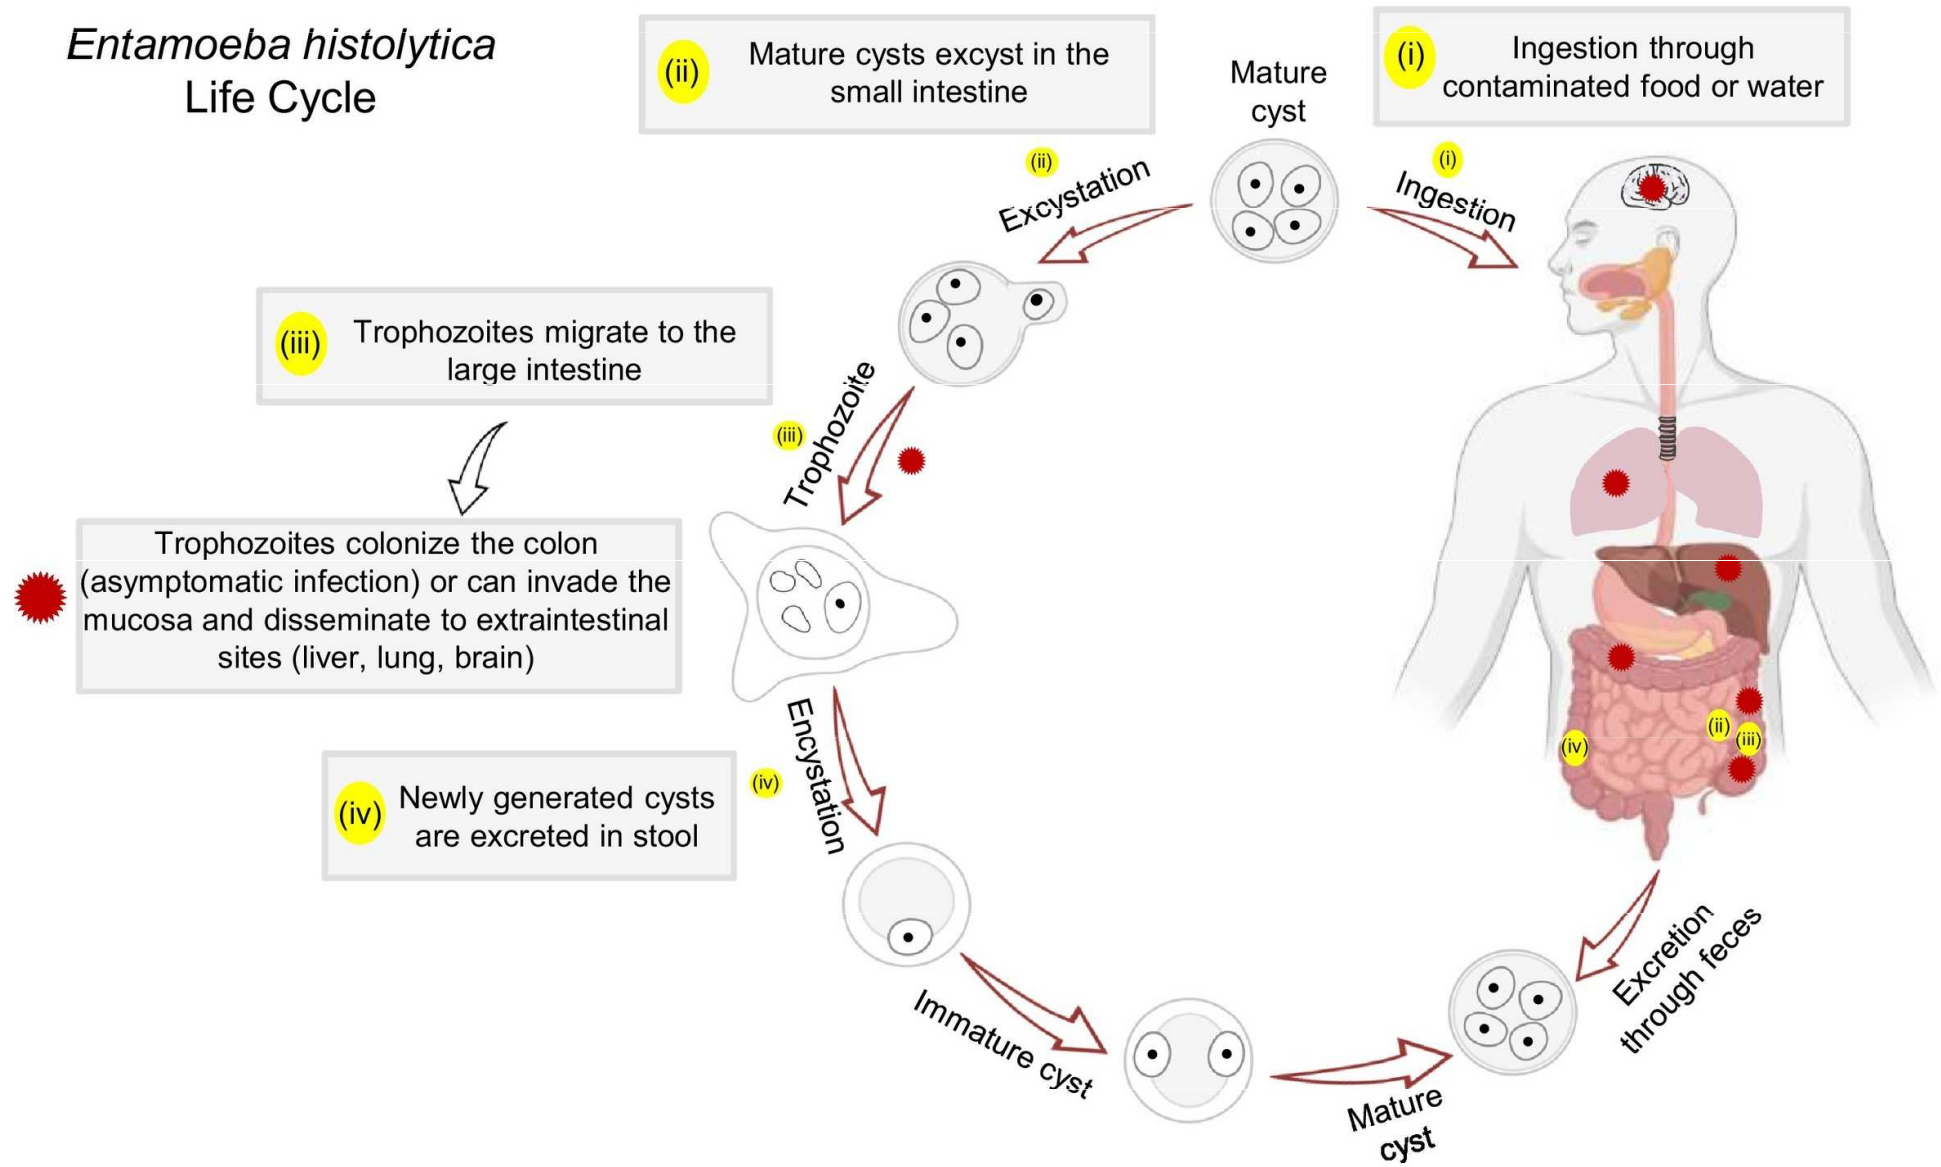 Entamoeba histolytica
Life Cycle
(ii)
Mature cysts excyst in the
small intestine
Mature
cyst
(i)
Ingestion through
contaminated food or water
(ii)
Excystation
(i)
Ingestion
(iii)
Trophozoites migrate to the
large intestine
(iii)
Trophozoite
Trophozoites colonize the colon
(asymptomatic infection) or can invade the
mucosa and disseminate to extraintestinal
sites (liver, lung, brain)
(iv)
Newly generated cysts
are excreted in stool
(iv)
Encystation
(ii)
(iii)
(iv)
Immature cyst
Mature
cyst
Excretion
through feces